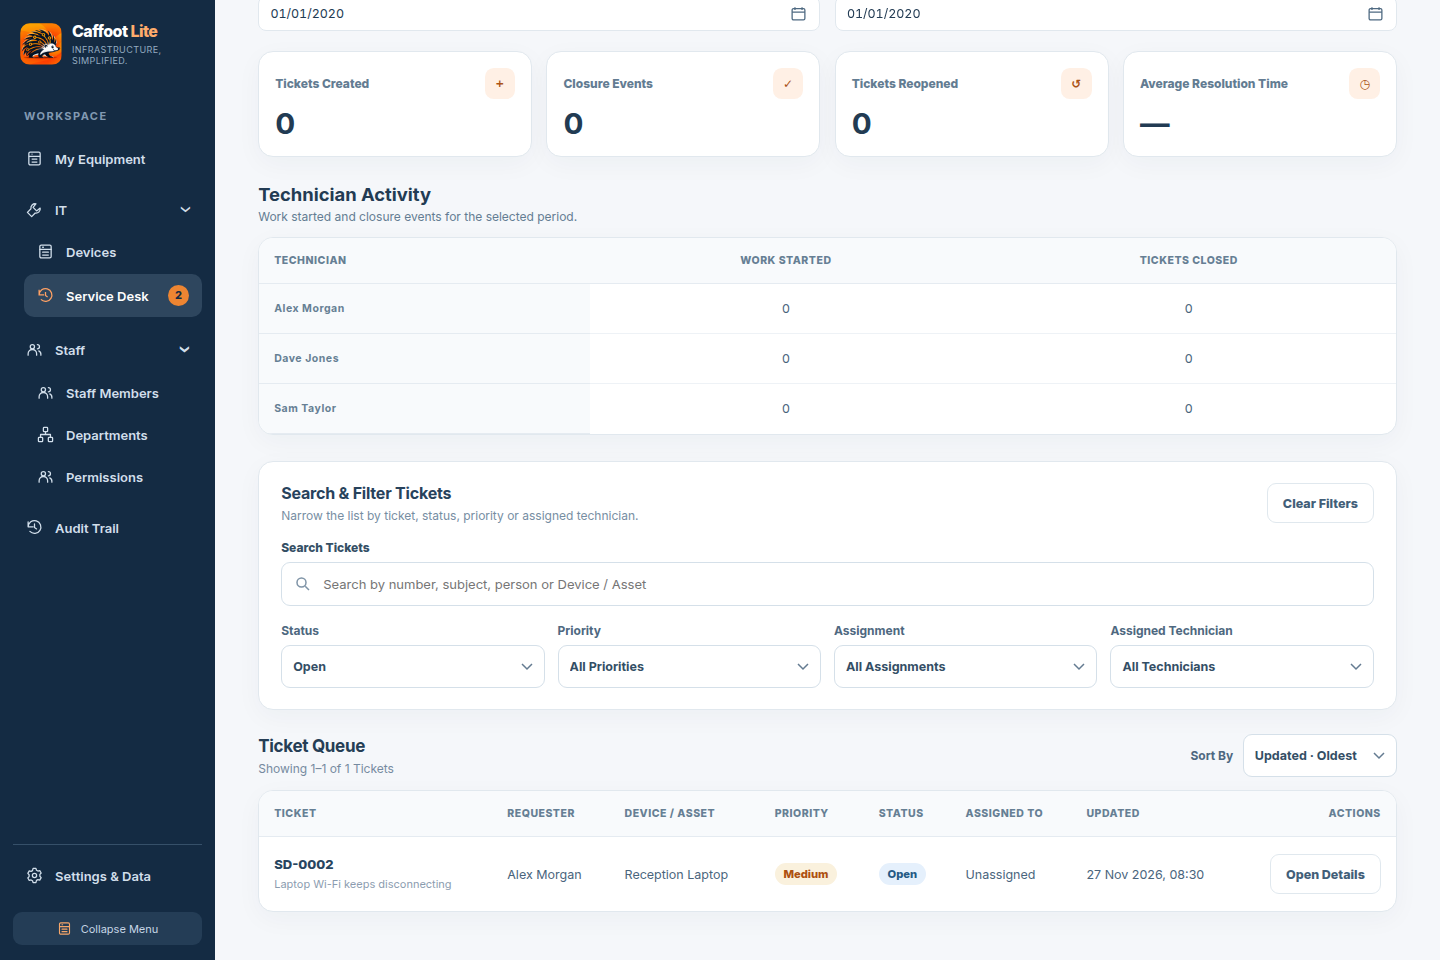 Caffoot Lite
INFRASTRUCTURE,
SIMPLIFIED.
WORKSPACE
My Equipment
IT
Devices
Service Desk 2
Staff
Staff Members
Departments
Permissions
Audit Trail
Settings & Data
Collapse Menu
01/01/2020 01/01/2020
Tickets Created + Closure Events ✓ Tickets Reopened ↺ Average Resolution Time ◷
0 0 0 —
Technician Activity
Work started and closure events for the selected period.
TECHNICIAN WORK STARTED TICKETS CLOSED
Alex Morgan 0 0
Dave Jones 0 0
Sam Taylor 0 0
Search & Filter Tickets
Clear Filters
Narrow the list by ticket, status, priority or assigned technician.
Search Tickets
Search by number, subject, person or Device / Asset
Status Priority Assignment Assigned Technician
Open All Priorities All Assignments All Technicians
Ticket Queue
Showing 1–1 of 1 Tickets
Sort By Updated · Oldest
TICKET REQUESTER DEVICE / ASSET PRIORITY STATUS ASSIGNED TO UPDATED ACTIONS
SD-0002
Laptop Wi-Fi keeps disconnecting
Alex Morgan Reception Laptop Medium Open Unassigned 27 Nov 2026, 08:30 Open Details